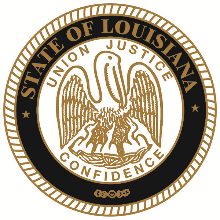 STATE OF LOUISIANA
UNION JUSTICE
CONFIDENCE